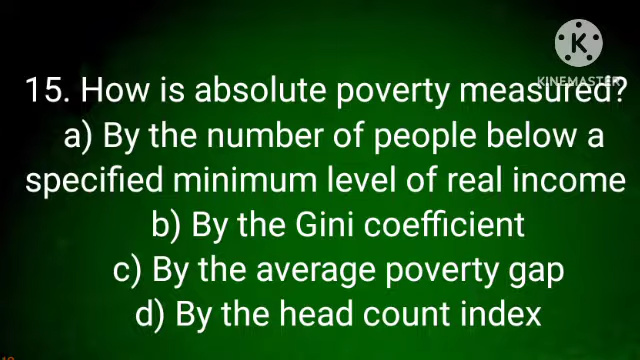 K
KINEMASTER
15. How is absolute poverty measured?
a) By the number of people below a
specified minimum level of real income
b) By the Gini coefficient
c) By the average poverty gap
d) By the head count index